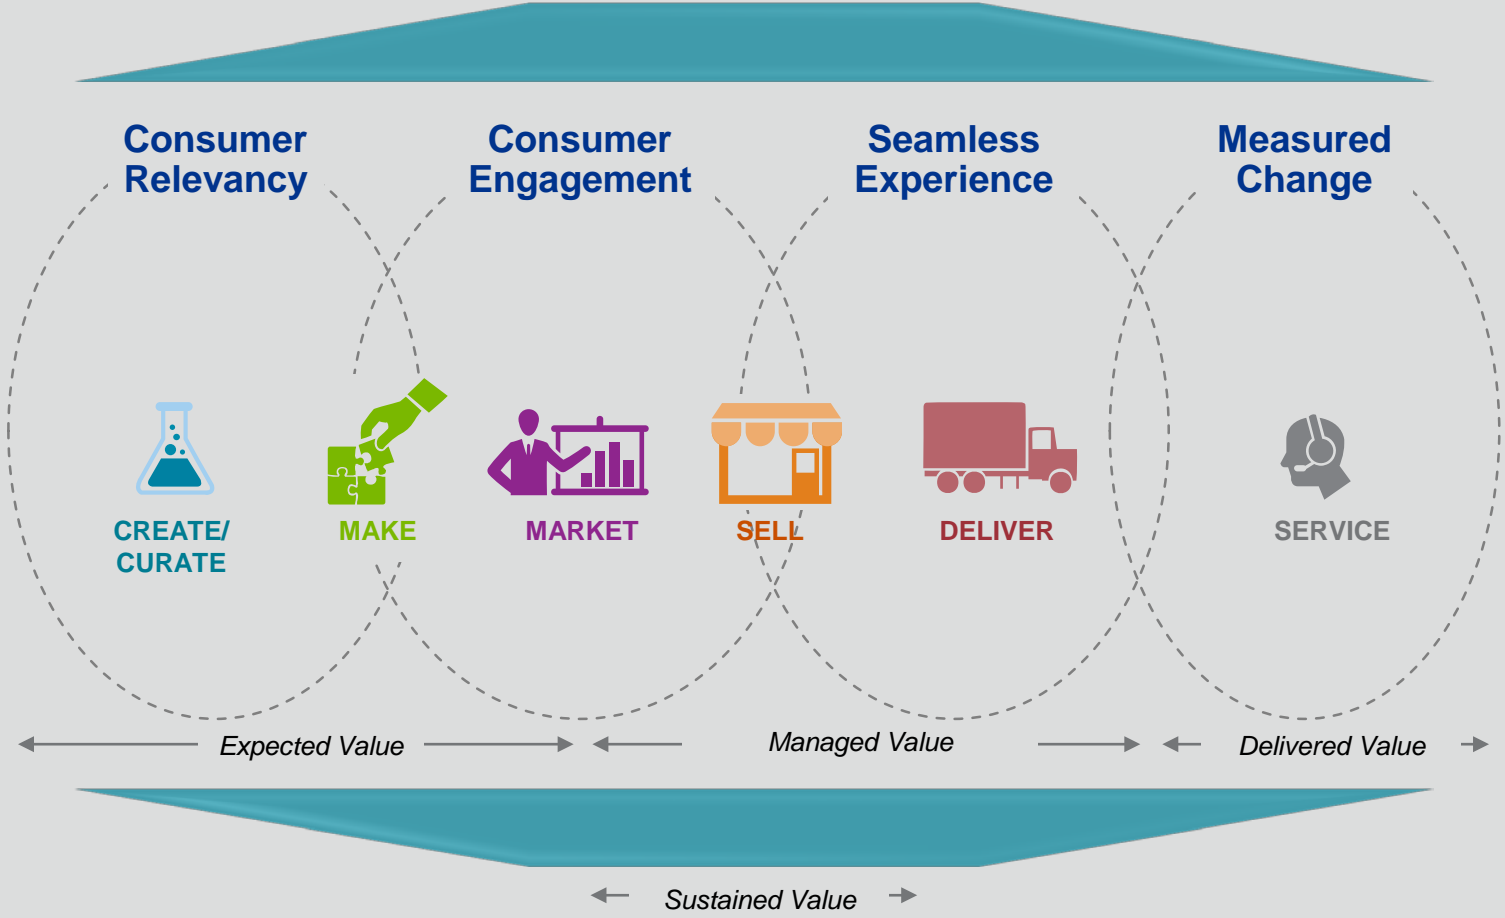 Consumer
Relevancy
Consumer
Engagement
Seamless
Experience
Measured
Change
CREATE/
CURATE
MAKE
MARKET
SELL
DELIVER
SERVICE
Expected Value
Managed Value
Delivered Value
Sustained Value